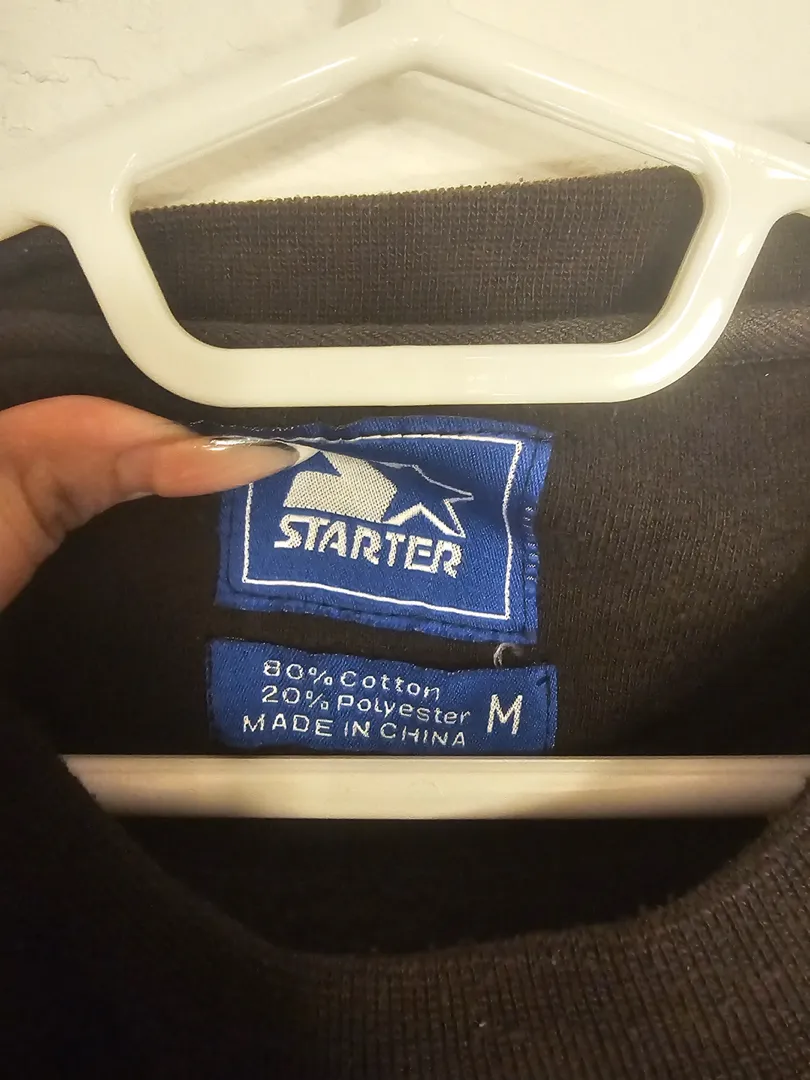 STARTER
80% Cotton
20% Polyester
MADE IN CHINA
M